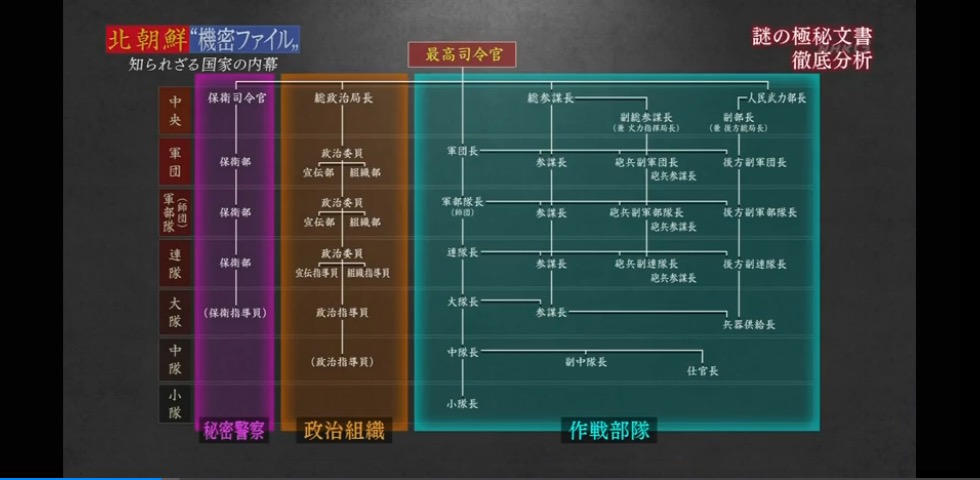 北朝鮮“機密ファイル„
知られざる国家の内幕
謎の極秘文書
徹底分析
最高司令官
中央
保衛司令官
総政治局長
総参謀長
人民武力部長
副総参謀長
(兼 火力指揮局長)
副部長
(兼 後方総局長)
軍団
保衛部
政治委員
宣伝部 組織部
軍団長
参謀長
砲兵副軍団長
砲兵参謀長
後方副軍団長
軍部隊(師団)
保衛部
政治委員
宣伝部 組織部
軍部隊長
(師団)
参謀長
砲兵副軍部隊長
砲兵参謀長
後方副軍部隊長
連隊
保衛部
政治委員
宣伝指導員 組織指導員
連隊長
参謀長
砲兵副連隊長
砲兵参謀長
後方副連隊長
大隊
(保衛指導員)
政治指導員
大隊長
参謀長
兵器供給長
中隊
(政治指導員)
中隊長
副中隊長
仕官長
小隊
小隊長
秘密警察
政治組織
作戦部隊